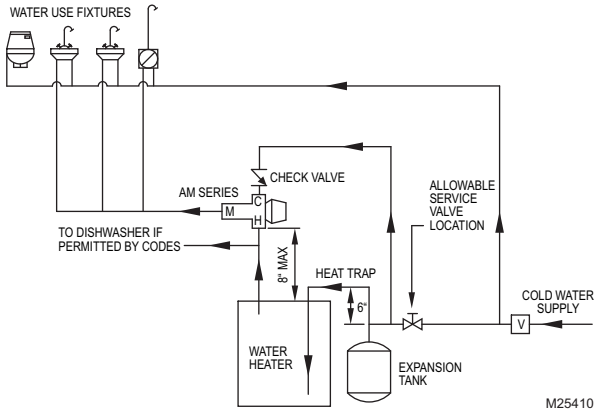 WATER USE FIXTURES
AM SERIES
CHECK VALVE
C
M
H
ALLOWABLE
SERVICE
VALVE
LOCATION
TO DISHWASHER IF
PERMITTED BY CODES
8" MAX
HEAT TRAP
6"
COLD WATER
SUPPLY
V
WATER
HEATER
EXPANSION
TANK
M25410